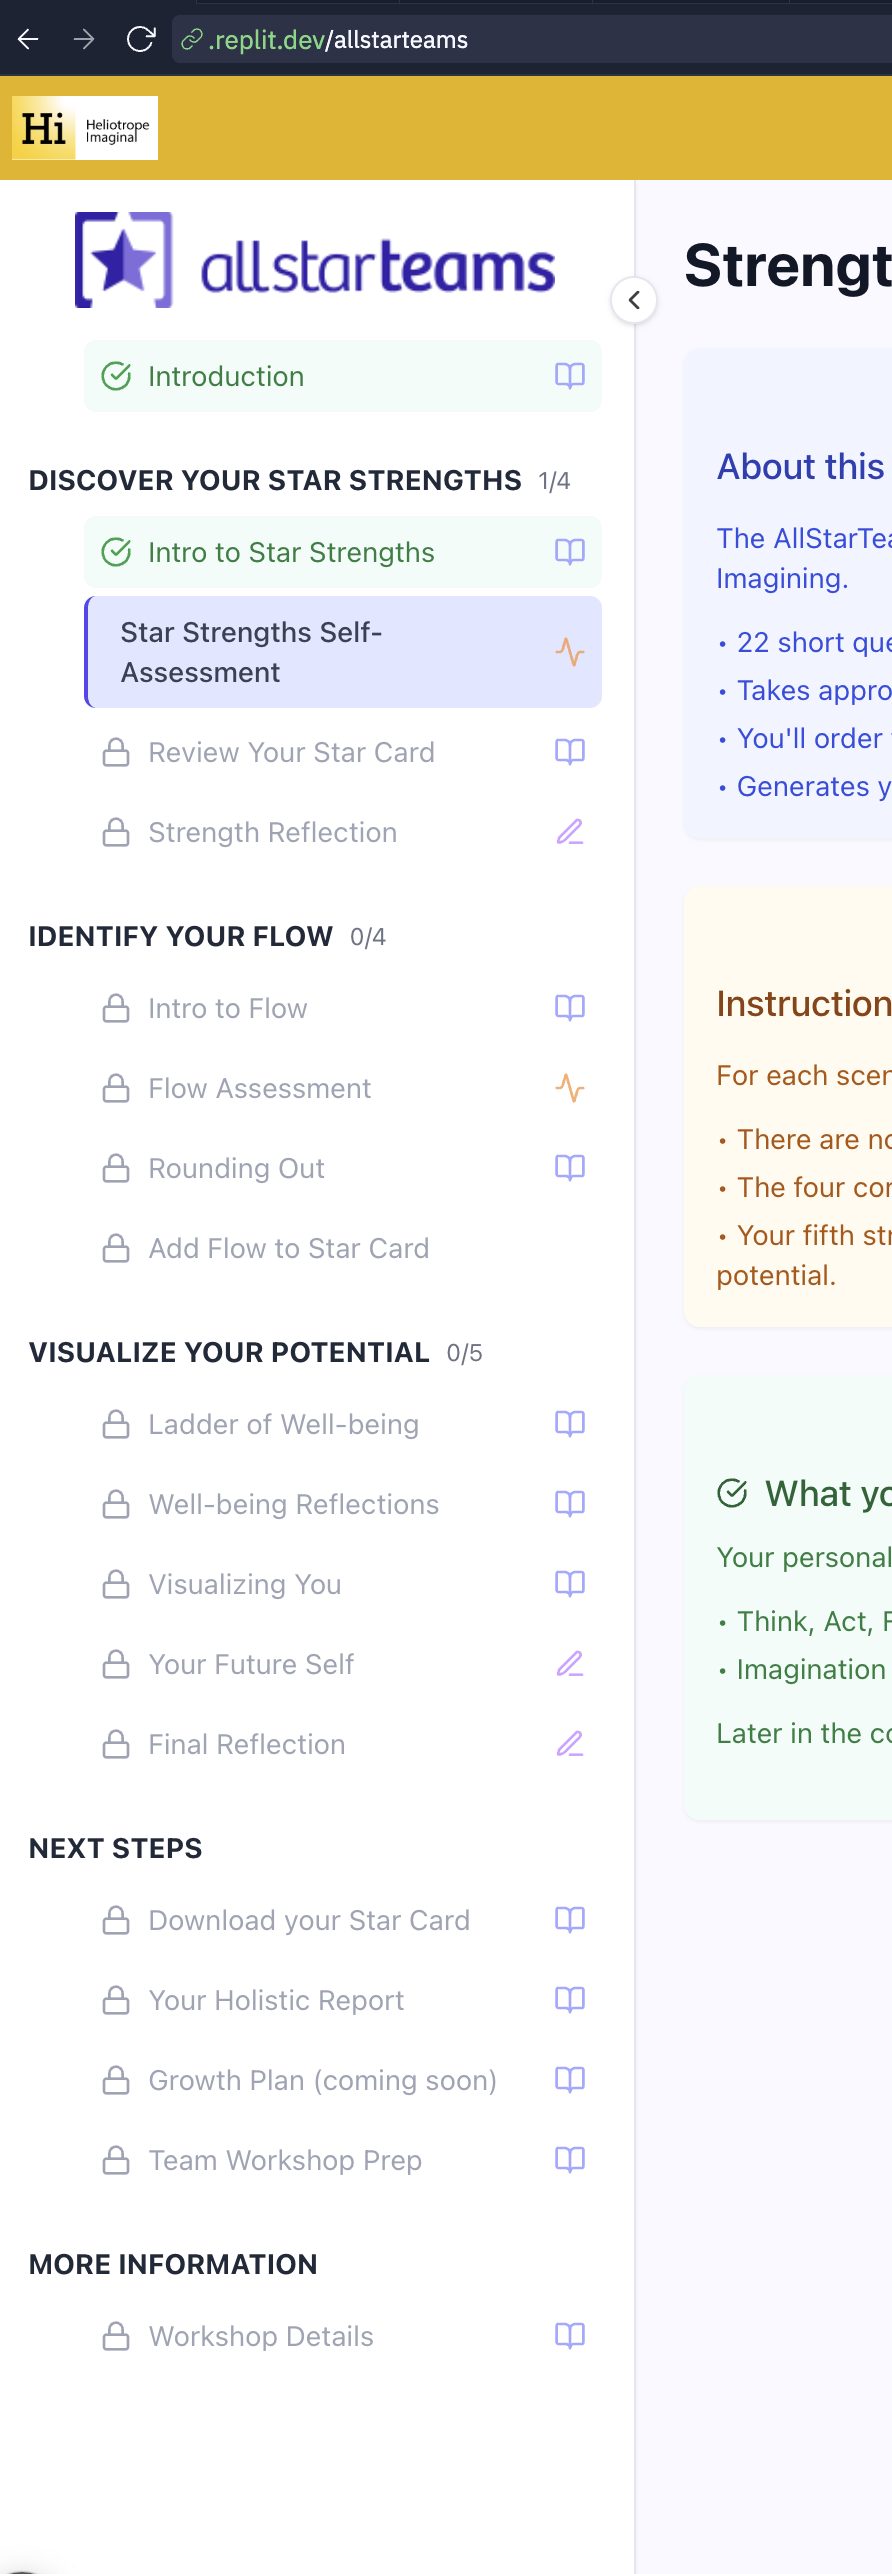 .replit.dev/allstarteams
Hi
Heliotrope
Imaginal
allstarteams
Introduction
DISCOVER YOUR STAR STRENGTHS 1/4
Intro to Star Strengths
Star Strengths Self-
Assessment
Review Your Star Card
Strength Reflection
IDENTIFY YOUR FLOW 0/4
Intro to Flow
Flow Assessment
Rounding Out
Add Flow to Star Card
VISUALIZE YOUR POTENTIAL 0/5
Ladder of Well-being
Well-being Reflections
Visualizing You
Your Future Self
Final Reflection
NEXT STEPS
Download your Star Card
Your Holistic Report
Growth Plan (coming soon)
Team Workshop Prep
MORE INFORMATION
Workshop Details
Strengt
About this
The AllStarTea
Imagining.
• 22 short que
• Takes appro
• You'll order
• Generates y
Instruction
For each scen
• There are no
• The four cor
• Your fifth str
potential.
What yo
Your personal
• Think, Act, F
• Imagination
Later in the co